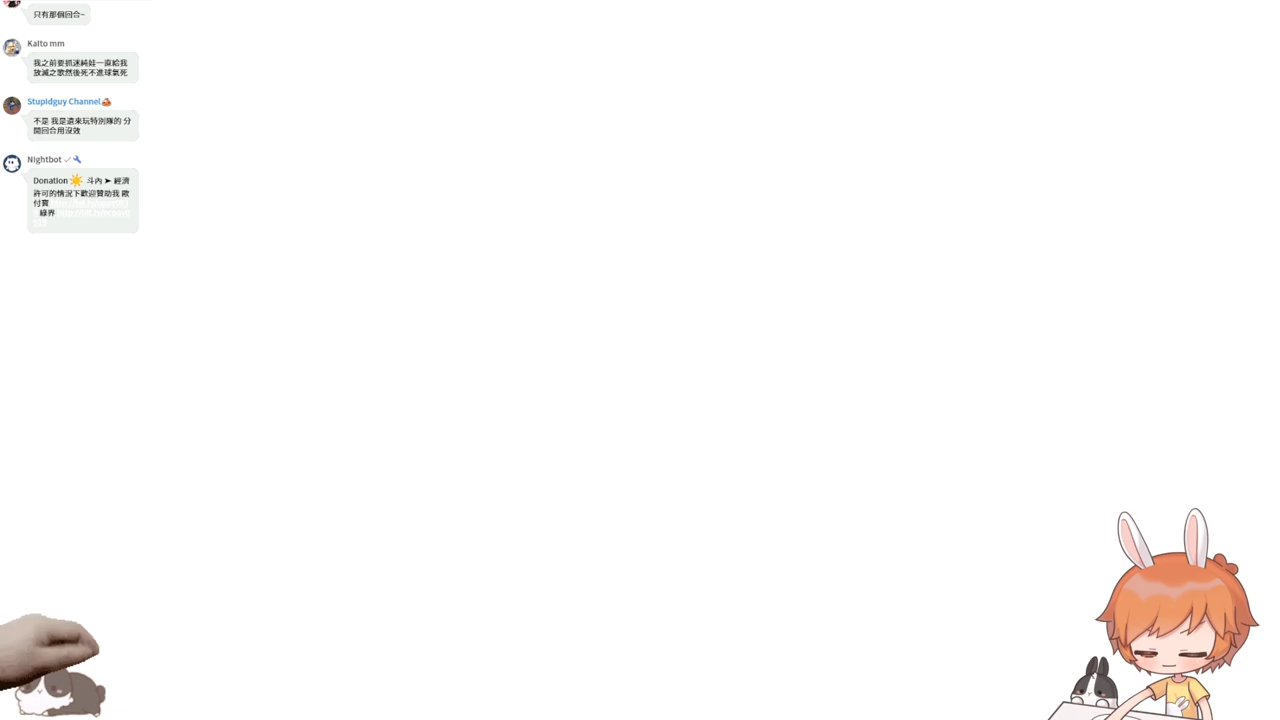 只有那個回合~
Kaito mm
我之前要抓迷純娃一直給我
放滅之歌然後死不進球氣死
Stupidguy Channel
不是 我是遠來玩特別隊的 分
開回合用沒效
Nightbot
Donation ☀ 斗內 ➤ 經濟
許可的情況下歡迎贊助我 歐
付寶
綠界